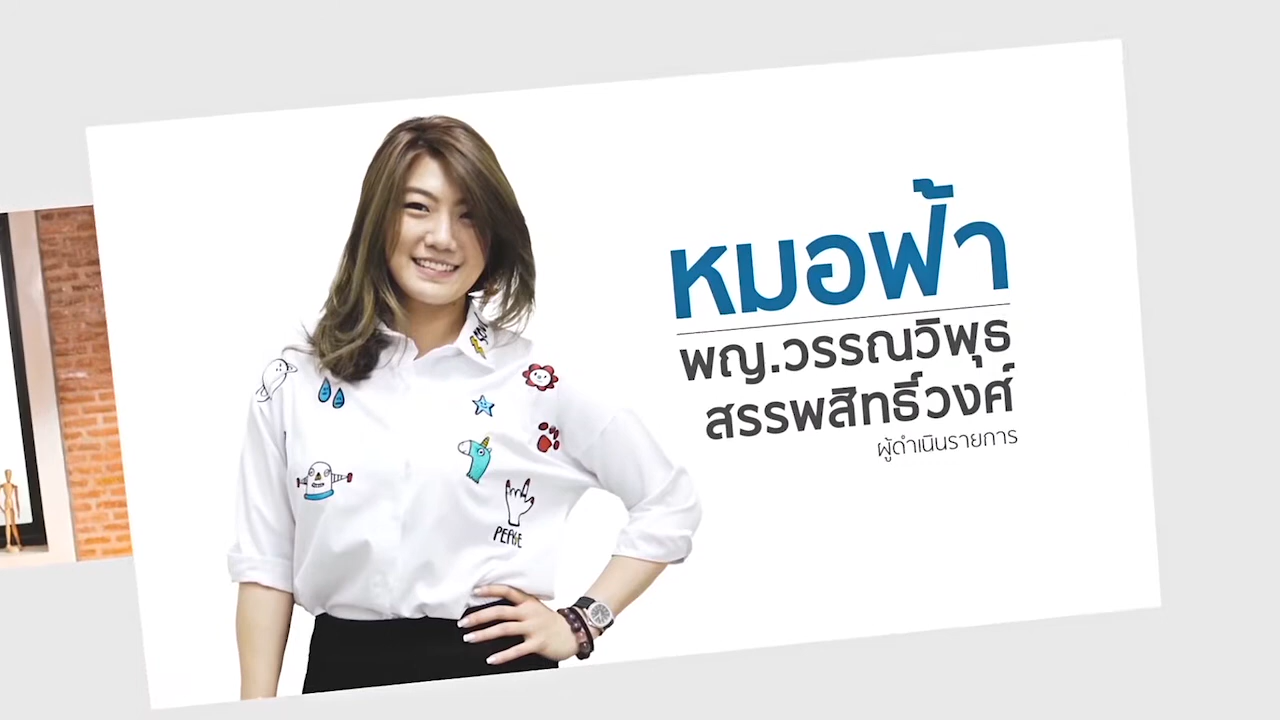 หมอฟ้า
พญ.วรรณวิพุธ
สรรพสิทธิ์วงศ์
ผู้ดำเนินรายการ
PEACE